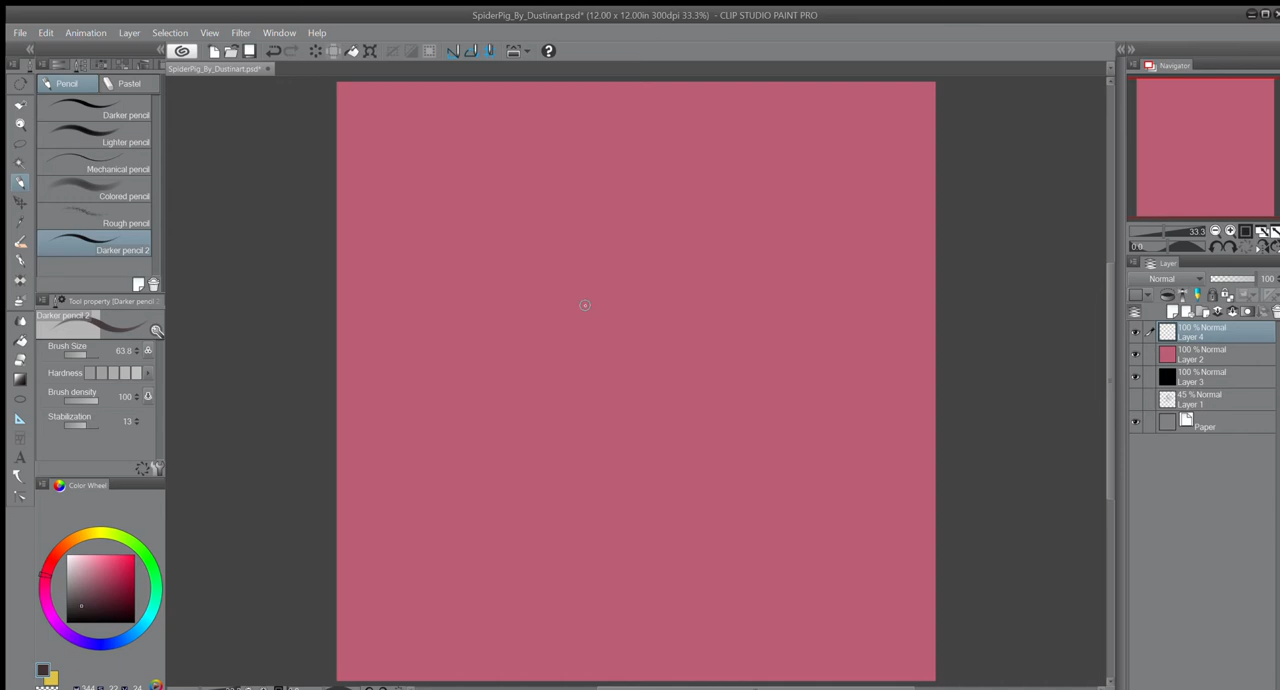 SpiderPig_By_Dustinart.psd* (12.00 x 12.00in 300dpi 33.3%) - CLIP STUDIO PAINT PRO
File Edit Animation Layer Selection View Filter Window Help
SpiderPig_By_Dustinart.psd*
Navigator
Pencil Pastel
Darker pencil
Lighter pencil
Mechanical pencil
Colored pencil
Rough pencil
Darker pencil 2
Tool property [Darker pencil 2
Darker pencil 2
Brush Size 63.8
Hardness
Brush density 100
Stabilization 13
Color Wheel
33.3
0.0
Layer
Normal 100
100 % Normal
Layer 4
100 % Normal
Layer 2
100 % Normal
Layer 3
45 % Normal
Layer 1
Paper